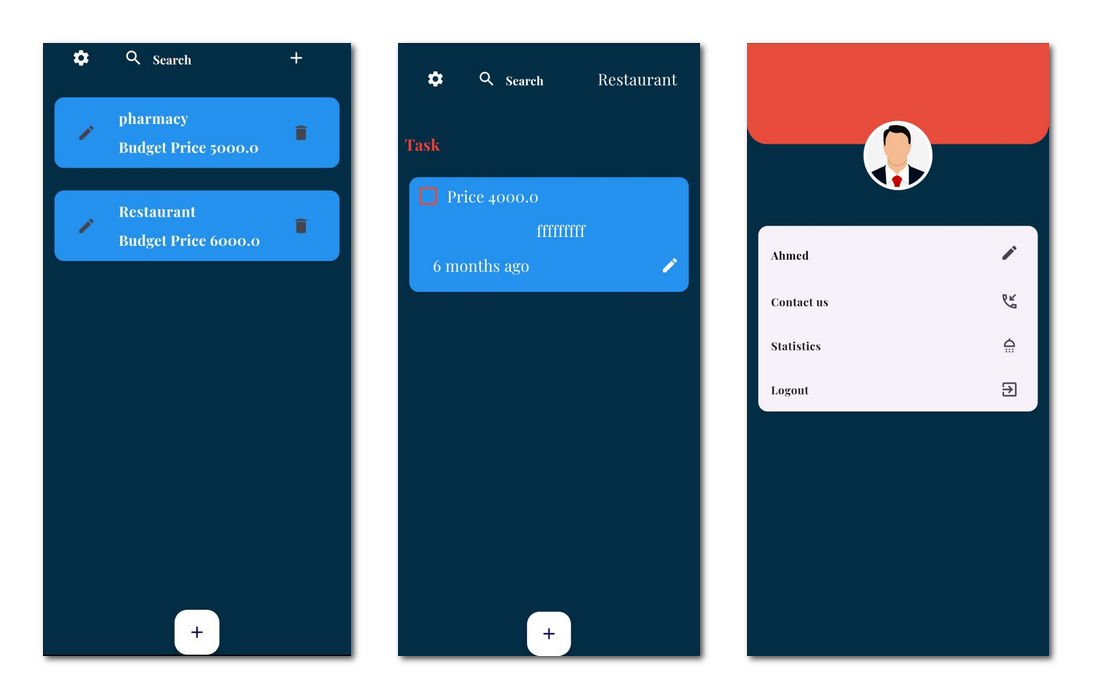 Search
pharmacy
Budget Price 5000.0
Restaurant
Budget Price 6000.0
Search
Restaurant
Task
Price 4000.0
fffffffff
6 months ago
Ahmed
Contact us
Statistics
Logout